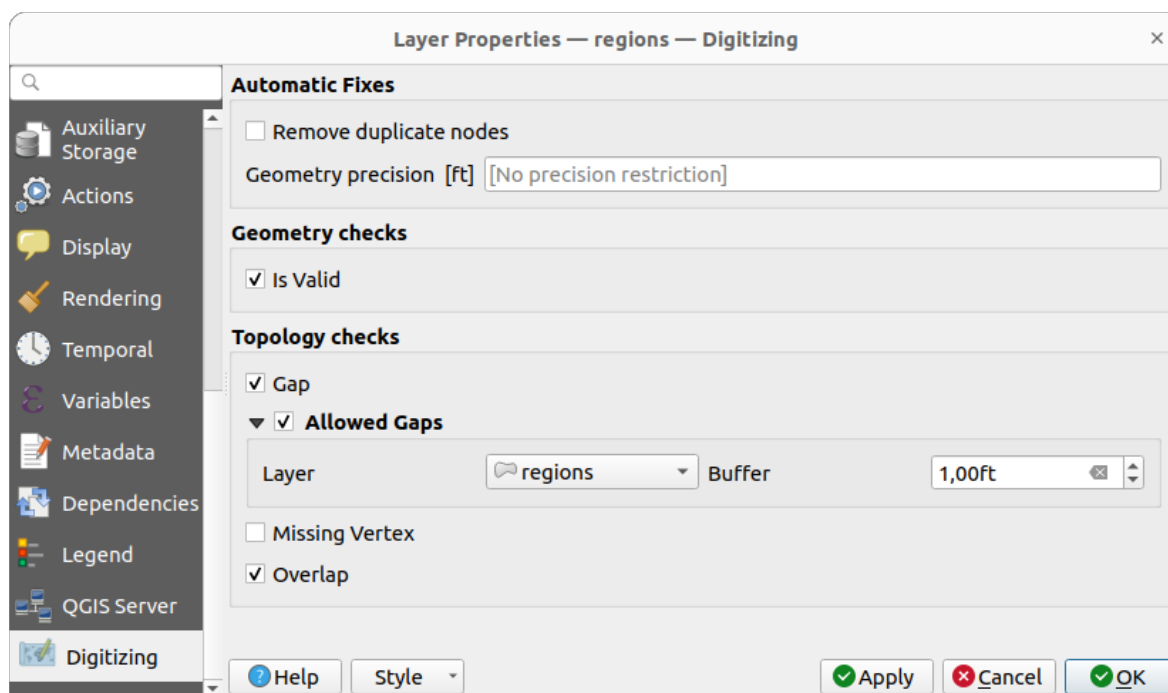 Layer Properties — regions — Digitizing
Auxiliary
Storage
Actions
Display
Rendering
Temporal
Variables
Metadata
Dependencies
Legend
QGIS Server
Digitizing
Automatic Fixes
Remove duplicate nodes
Geometry precision [ft] [No precision restriction]
Geometry checks
Is Valid
Topology checks
Gap
Allowed Gaps
Layer regions Buffer 1,00ft
Missing Vertex
Overlap
Help Style Apply Cancel OK